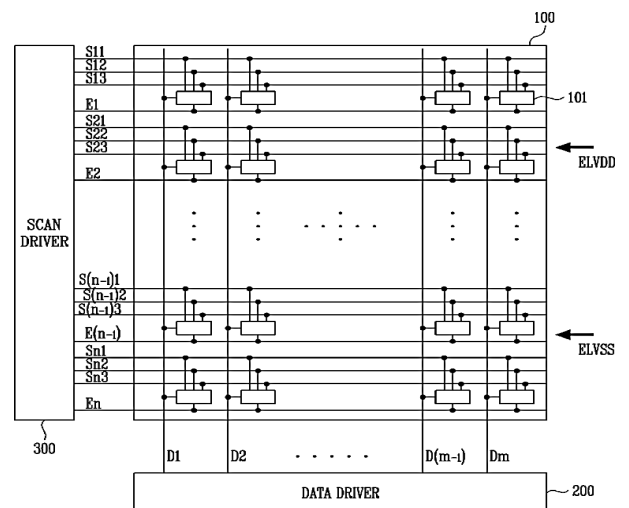 100
S11
S12
S13
E1
101
S21
S22
S23
E2
ELVDD
SCAN
DRIVER
S(n-1)1
S(n-1)2
S(n-1)3
E(n-1)
ELVSS
Sn1
Sn2
Sn3
En
300
D1
D2
D(m-1)
Dm
DATA DRIVER
200